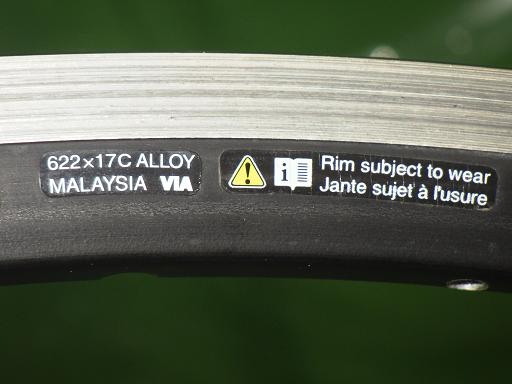 622×17C ALLOY
MALAYSIA VIA
Rim subject to wear
Jante sujet à l'usure